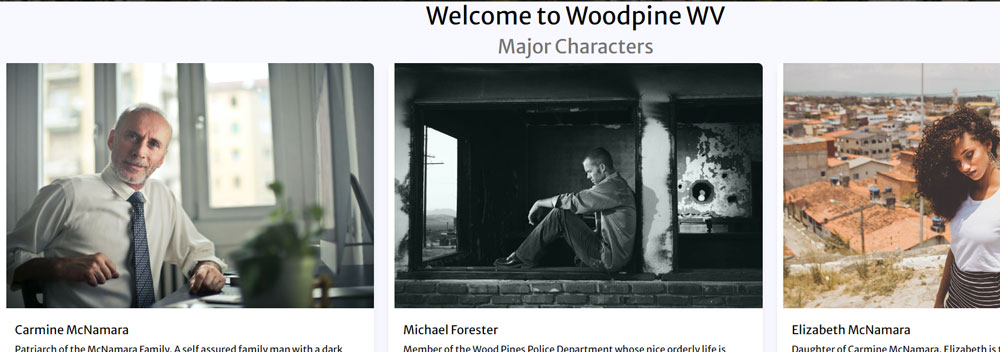 Welcome to Woodpine WV
Major Characters
Carmine McNamara
Patriarch of the McNamara Family. A self assured family man with a dark
Michael Forester
Member of the Wood Pines Police Department whose nice orderly life is
Elizabeth McNamara
Daughter of Carmine McNamara. Elizabeth is